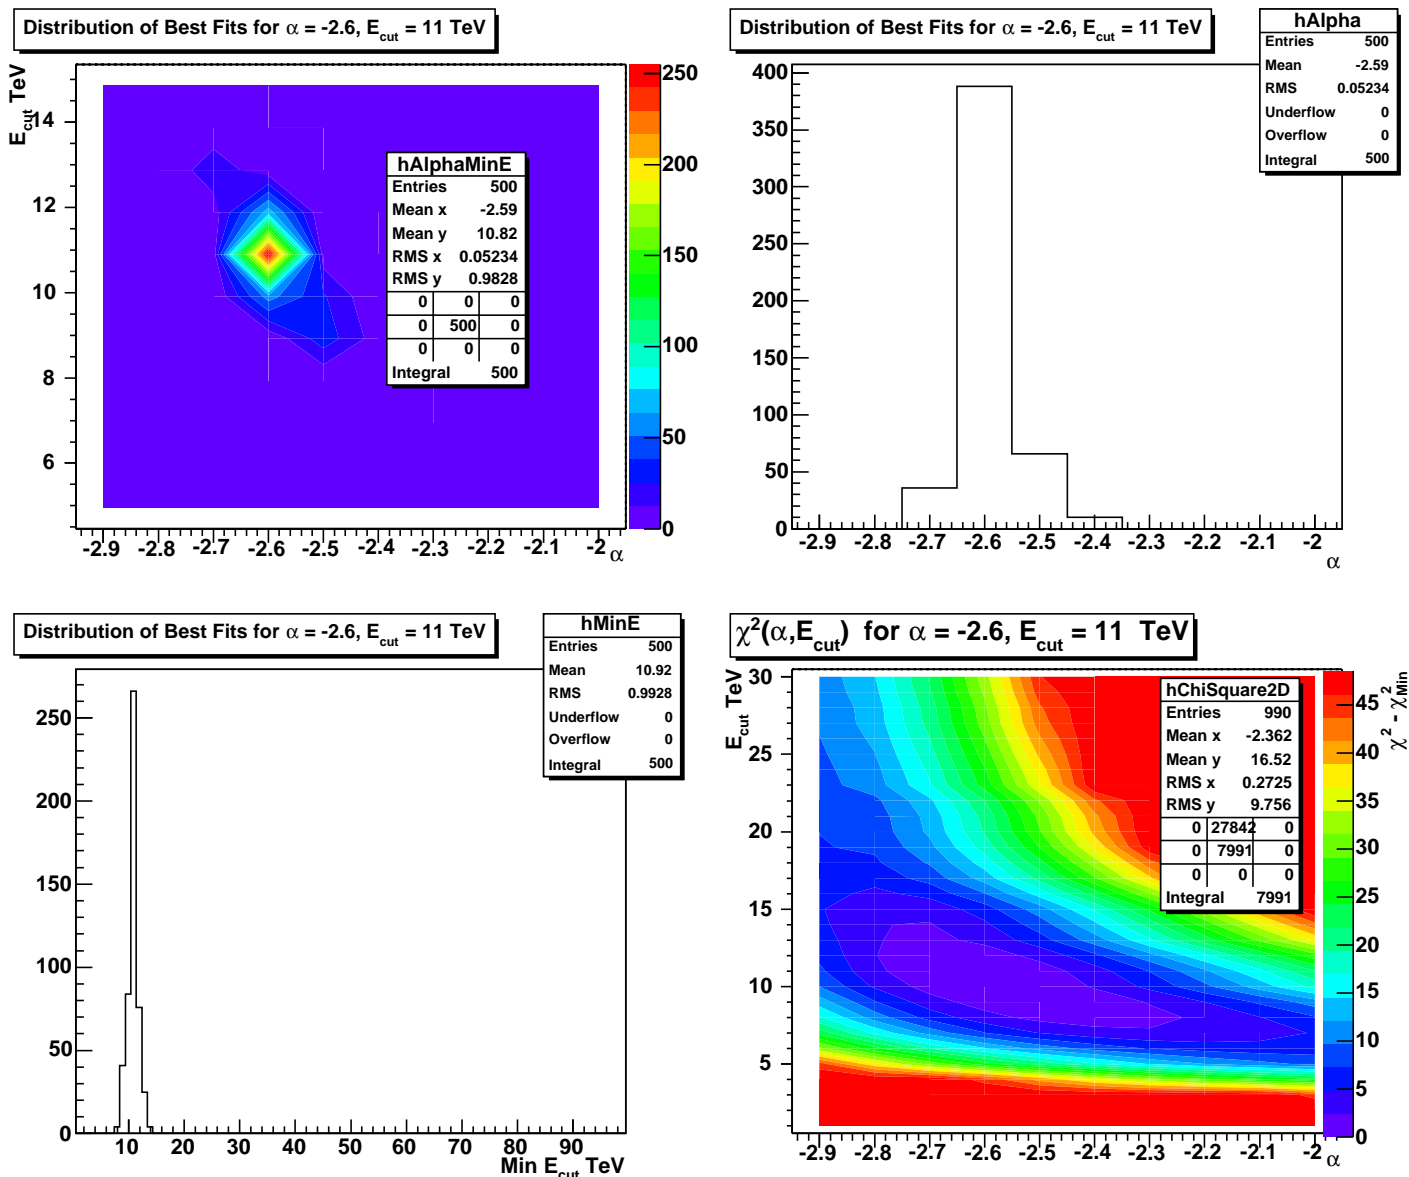 Distribution of Best Fits for α = -2.6, E_cut = 11 TeV
E_cut TeV
14
12
10
8
6
-2.9 -2.8 -2.7 -2.6 -2.5 -2.4 -2.3 -2.2 -2.1 -2
α
hAlphaMinE
Entries 500
Mean x -2.59
Mean y 10.82
RMS x 0.05234
RMS y 0.9828
0 0 0
0 500 0
0 0 0
Integral 500
250
200
150
100
50
0
Distribution of Best Fits for α = -2.6, E_cut = 11 TeV
hAlpha
Entries 500
Mean -2.59
RMS 0.05234
Underflow 0
Overflow 0
Integral 500
400
350
300
250
200
150
100
50
0
-2.9 -2.8 -2.7 -2.6 -2.5 -2.4 -2.3 -2.2 -2.1 -2
α
Distribution of Best Fits for α = -2.6, E_cut = 11 TeV
hMinE
Entries 500
Mean 10.92
RMS 0.9928
Underflow 0
Overflow 0
Integral 500
250
200
150
100
50
0
10 20 30 40 50 60 70 80 90
Min E_cut TeV
χ²(α,E_cut) for α = -2.6, E_cut = 11 TeV
E_cut TeV
30
25
20
15
10
5
-2.9 -2.8 -2.7 -2.6 -2.5 -2.4 -2.3 -2.2 -2.1 -2
α
hChiSquare2D
Entries 990
Mean x -2.362
Mean y 16.52
RMS x 0.2725
RMS y 9.756
0 27842 0
0 7991 0
0 0 0
Integral 7991
45
40
35
30
25
20
15
10
5
0
χ² - χ²_Min